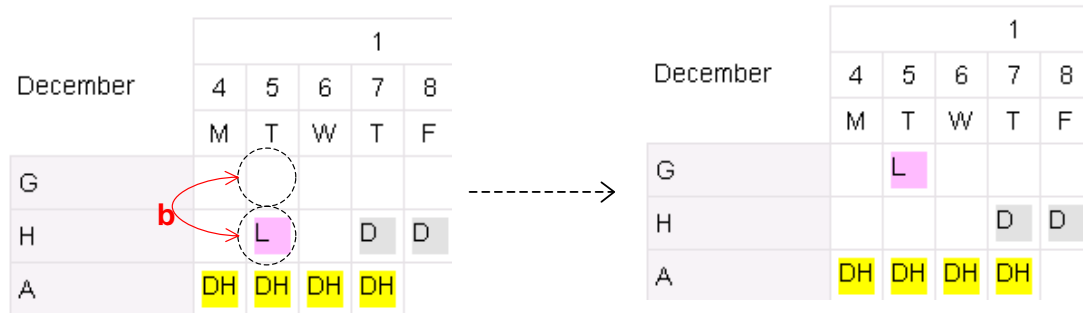 1
December 4 5 6 7 8
M T W T F
G
b
H L D D
A DH DH DH DH
1
December 4 5 6 7 8
M T W T F
G L
H D D
A DH DH DH DH